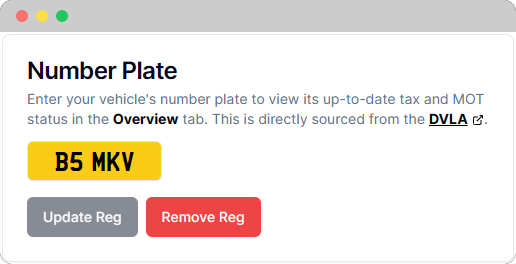 Number Plate
Enter your vehicle's number plate to view its up-to-date tax and MOT
status in the Overview tab. This is directly sourced from the DVLA.
B5 MKV
Update Reg Remove Reg